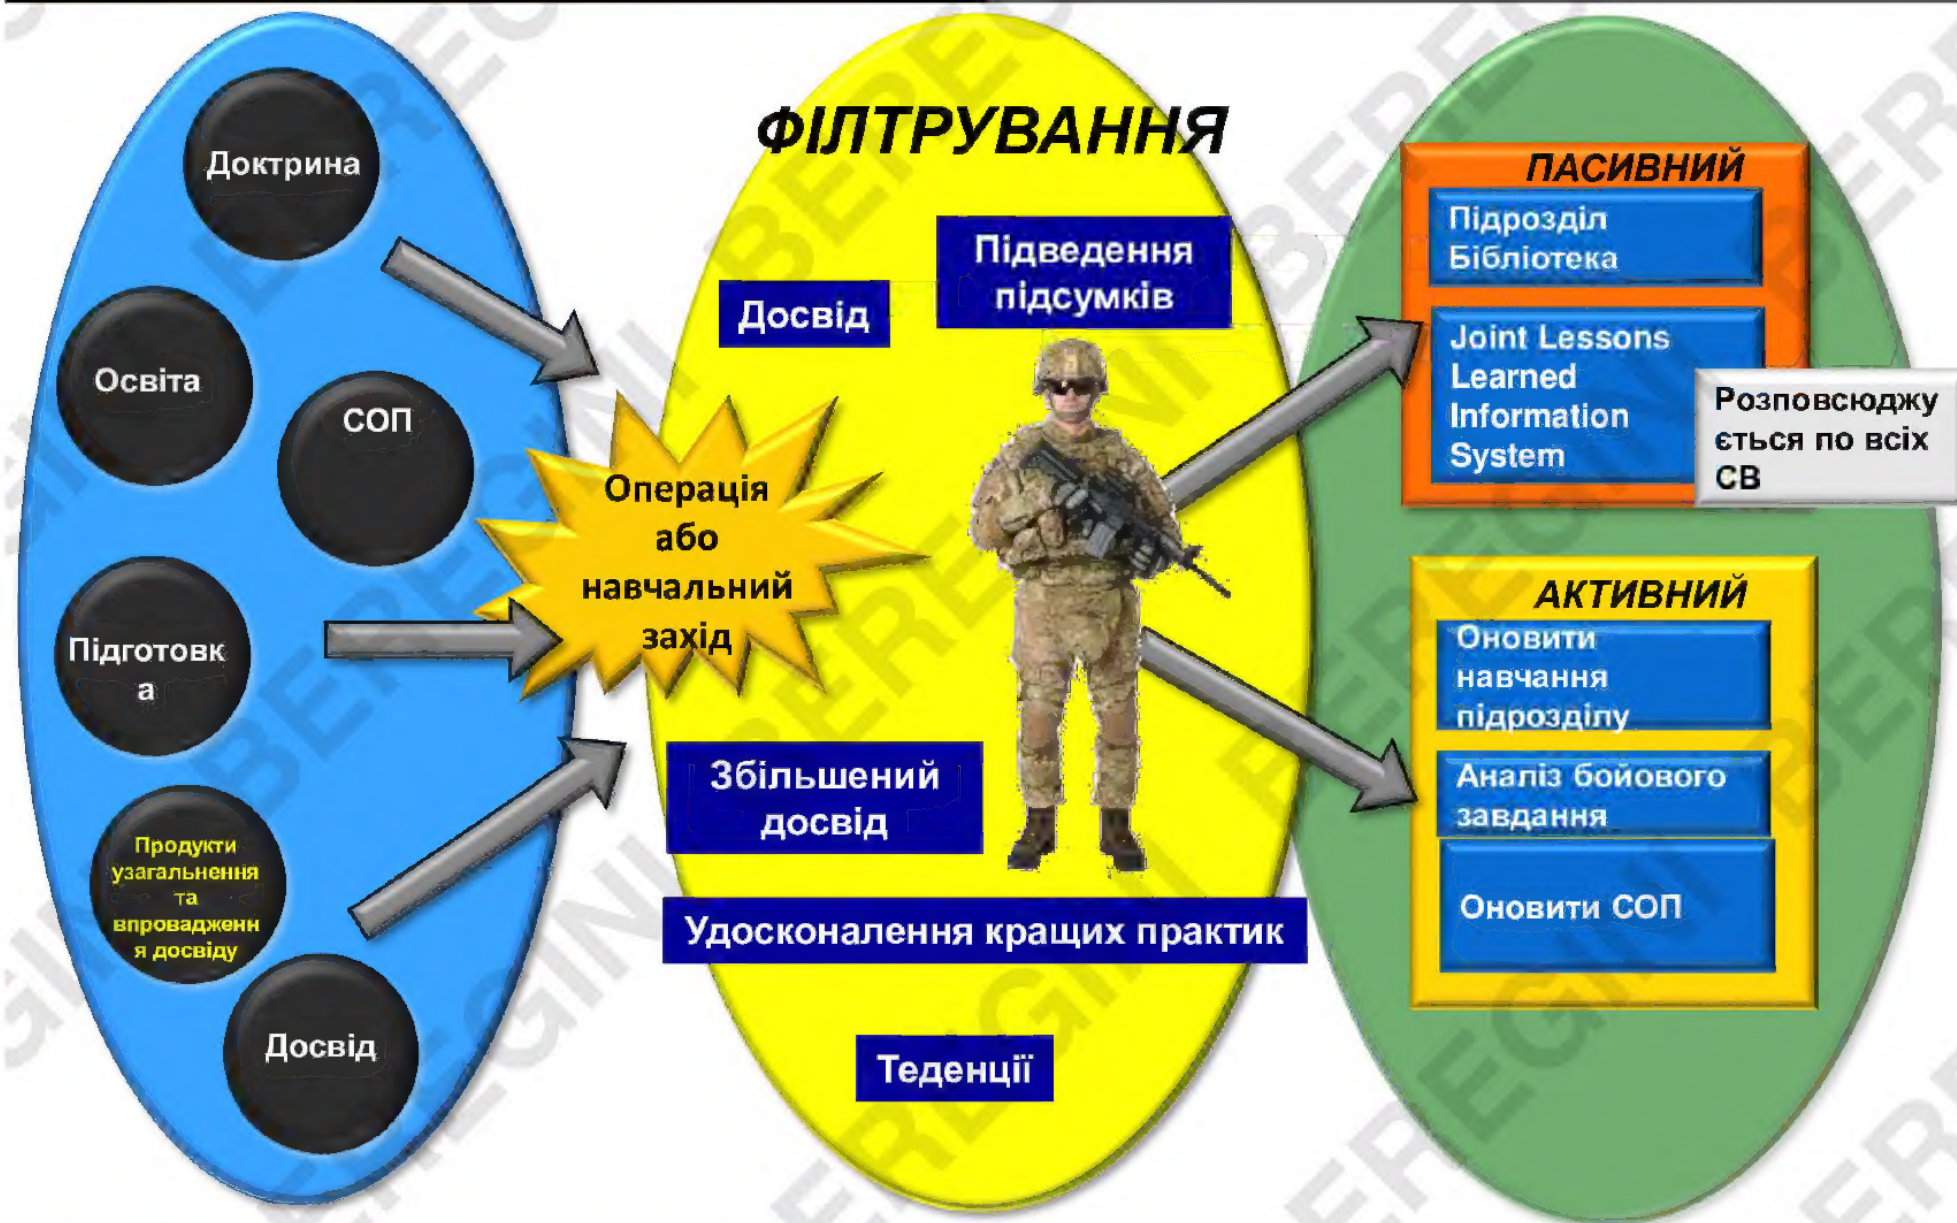 Доктрина
Освіта
СОП
Підготовк
а
Продукти
узагальнення
та
впровадженн
я досвіду
Досвід
Операція
або
навчальний
захід
ФІЛТРУВАННЯ
Досвід
Підведення
підсумків
Збільшений
досвід
Удосконалення кращих практик
Теденції
ПАСИВНИЙ
Підрозділ
Бібліотека
Joint Lessons
Learned
Information
System
Розповсюджу
ється по всіх
СВ
АКТИВНИЙ
Оновити
навчання
підрозділу
Аналіз бойового
завдання
Оновити СОП
BEREGINI